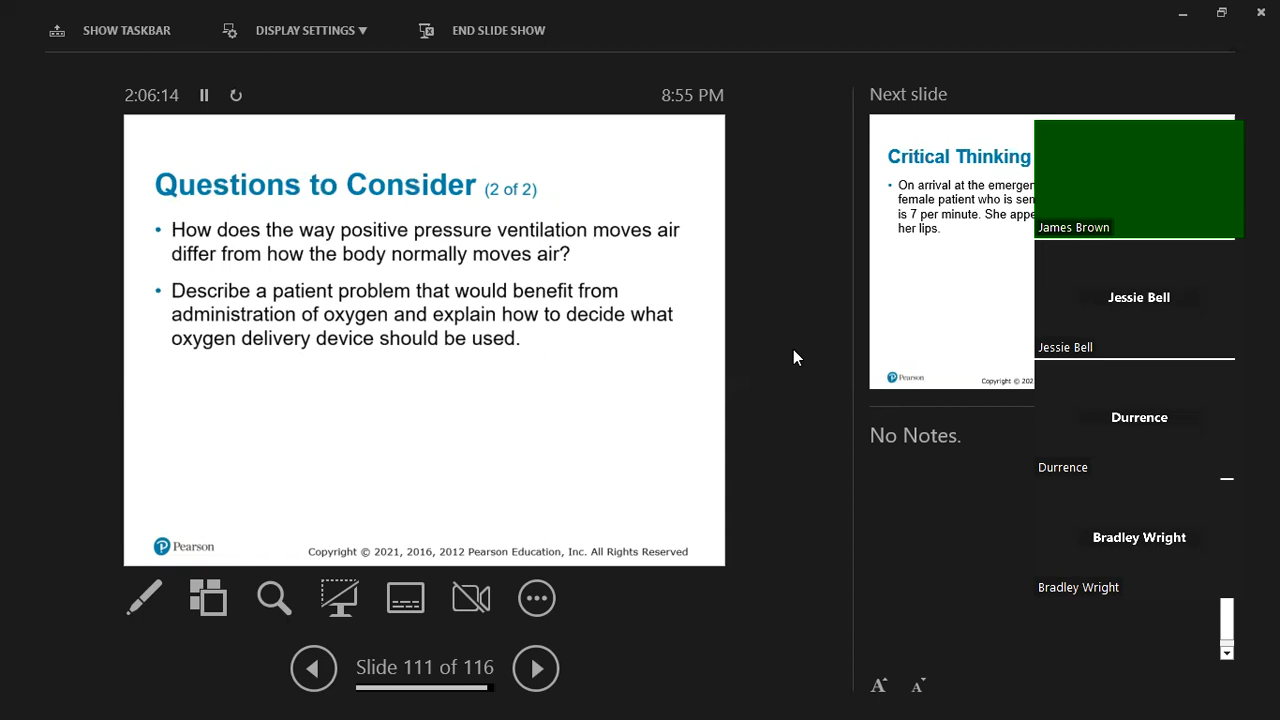 SHOW TASKBAR
DISPLAY SETTINGS ▾
END SLIDE SHOW
2:06:14
8:55 PM
Questions to Consider (2 of 2)
• How does the way positive pressure ventilation moves air
differ from how the body normally moves air?
• Describe a patient problem that would benefit from
administration of oxygen and explain how to decide what
oxygen delivery device should be used.
Pearson
Copyright © 2021, 2016, 2012 Pearson Education, Inc. All Rights Reserved
Slide 111 of 116
Next slide
Critical Thinking
• On arrival at the emergen
female patient who is sen
is 7 per minute. She appe
her lips.
Pearson
Copyright © 202
No Notes.
A A
James Brown
Jessie Bell
Jessie Bell
Durrence
Durrence
Bradley Wright
Bradley Wright